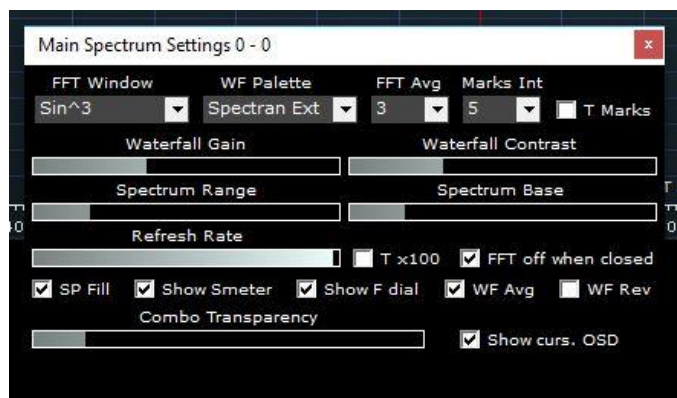 Main Spectrum Settings 0 - 0
x
FFT Window WF Palette FFT Avg Marks Int
Sin^3 Spectran Ext 3 5 T Marks
Waterfall Gain Waterfall Contrast
Spectrum Range Spectrum Base
Refresh Rate
T x100 FFT off when closed
SP Fill Show Smeter Show F dial WF Avg WF Rev
Combo Transparency
Show curs. OSD